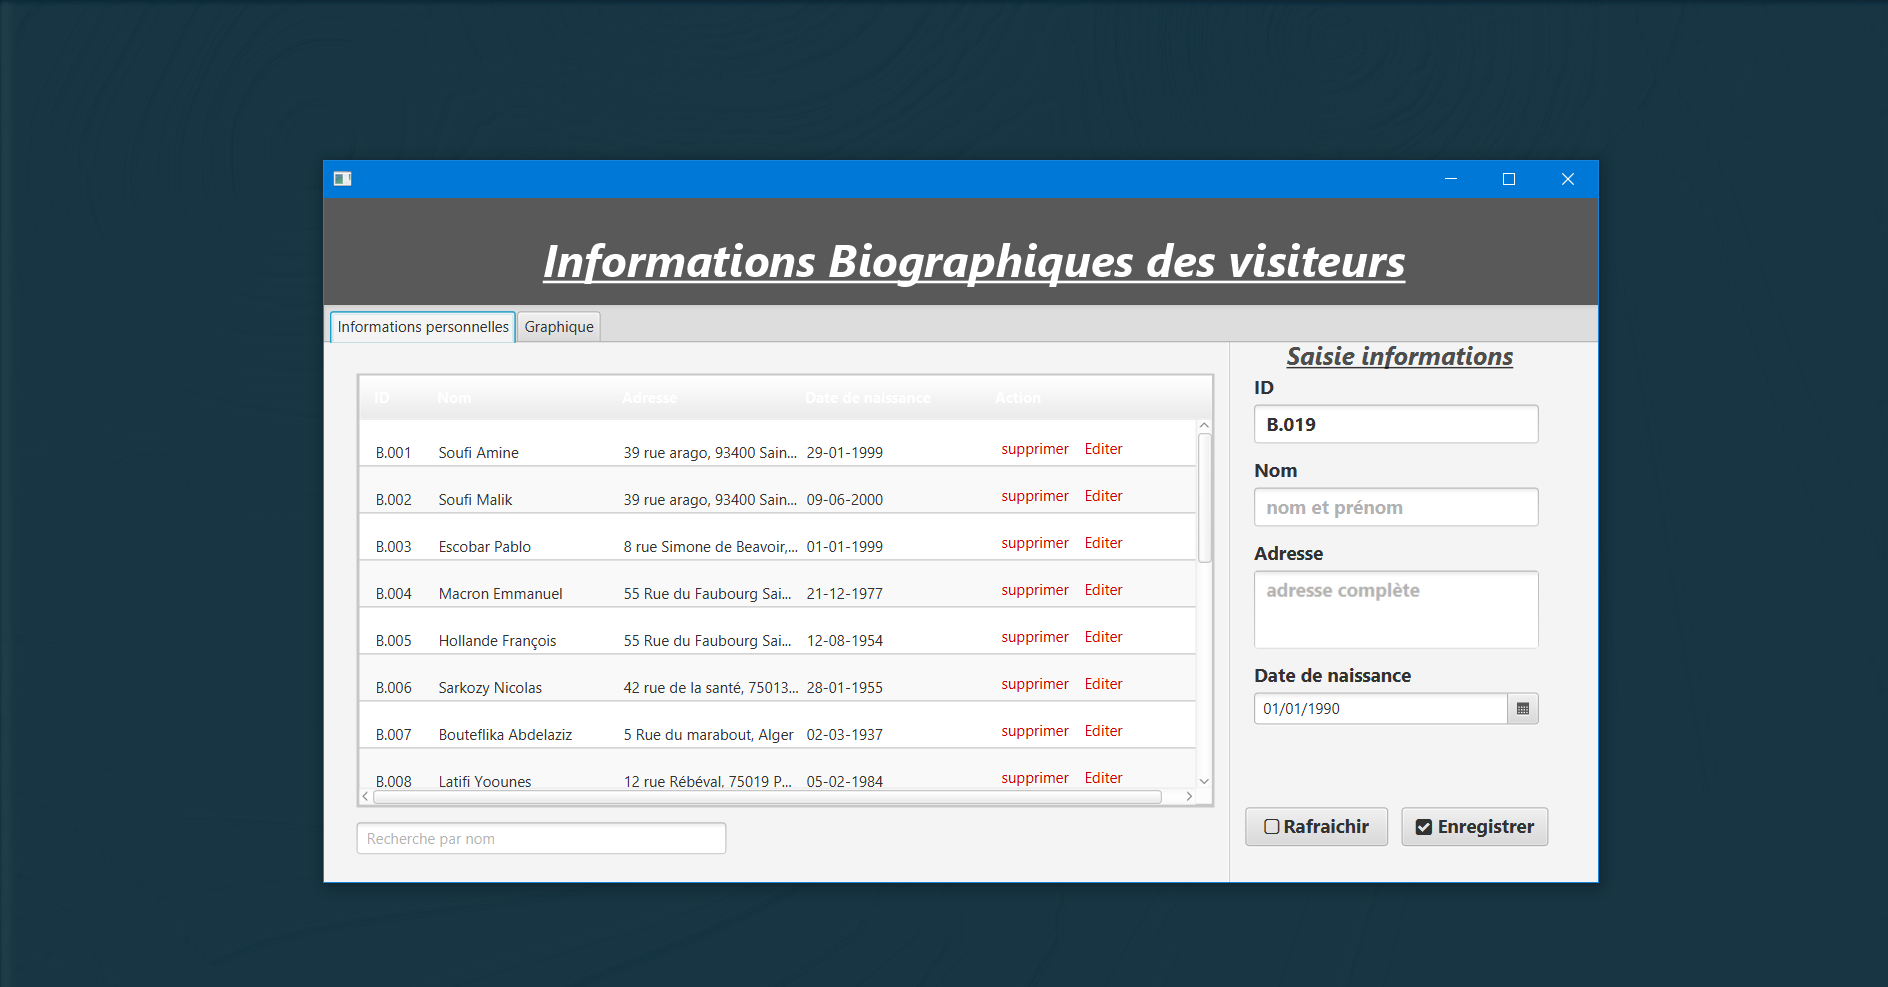 Informations Biographiques des visiteurs
Informations personnelles Graphique
ID Nom Adresse Date de naissance Action
B.001 Soufi Amine 39 rue arago, 93400 Sain... 29-01-1999 supprimer Editer
B.002 Soufi Malik 39 rue arago, 93400 Sain... 09-06-2000 supprimer Editer
B.003 Escobar Pablo 8 rue Simone de Beavoir,... 01-01-1999 supprimer Editer
B.004 Macron Emmanuel 55 Rue du Faubourg Sai... 21-12-1977 supprimer Editer
B.005 Hollande François 55 Rue du Faubourg Sai... 12-08-1954 supprimer Editer
B.006 Sarkozy Nicolas 42 rue de la santé, 75013... 28-01-1955 supprimer Editer
B.007 Bouteflika Abdelaziz 5 Rue du marabout, Alger 02-03-1937 supprimer Editer
B.008 Latifi Yoounes 12 rue Rébéval, 75019 P... 05-02-1984 supprimer Editer
Recherche par nom
Saisie informations
ID
B.019
Nom
nom et prénom
Adresse
adresse complète
Date de naissance
01/01/1990
Rafraichir Enregistrer